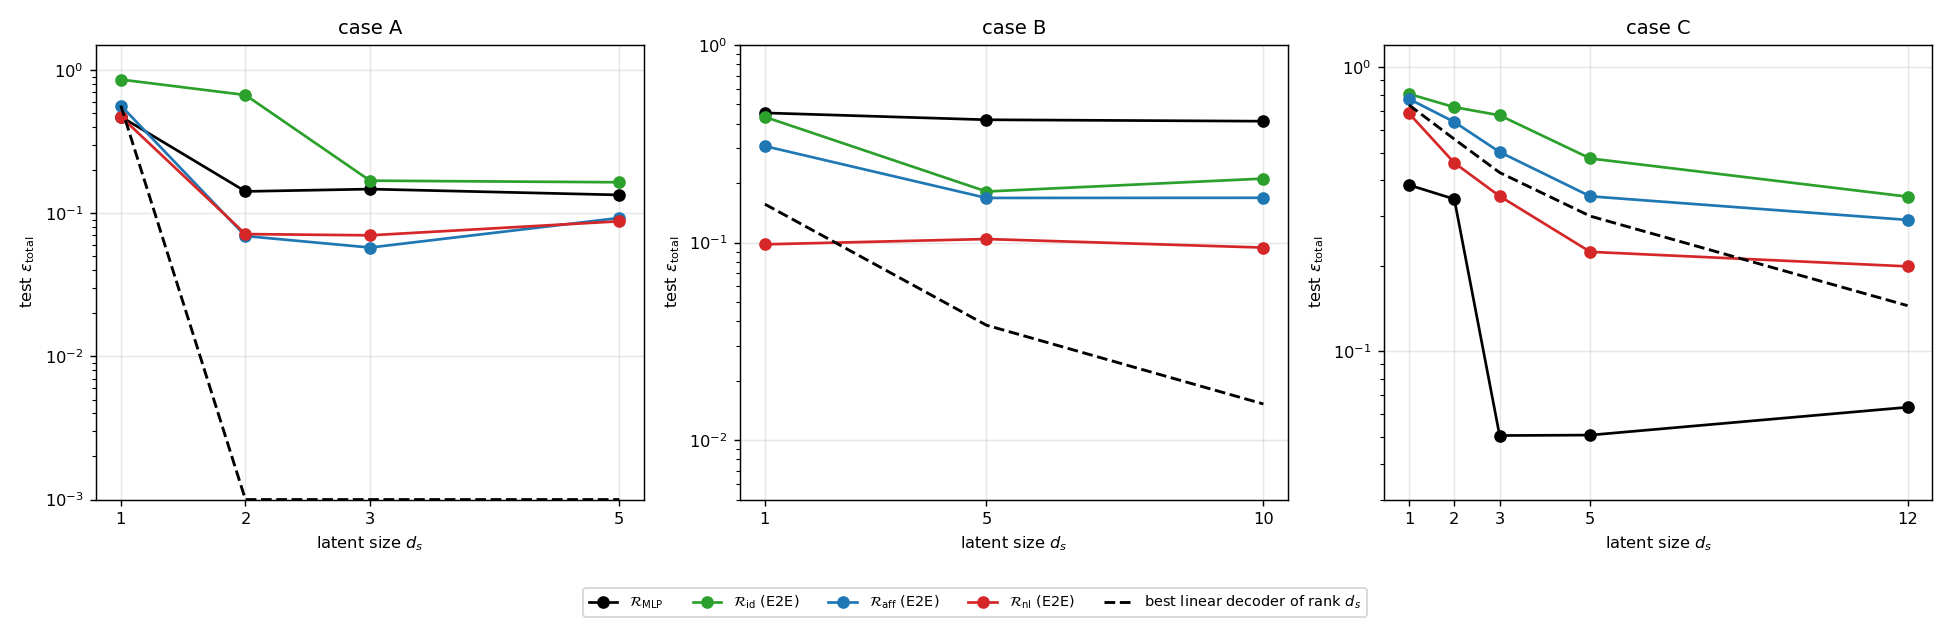 case A
test ε_total
10⁰
10⁻¹
10⁻²
10⁻³
1 2 3 5
latent size d_s
case B
test ε_total
10⁰
10⁻¹
10⁻²
1 5 10
latent size d_s
case C
test ε_total
10⁰
10⁻¹
1 2 3 5 12
latent size d_s
ℛ_MLP ℛ_id (E2E) ℛ_aff (E2E) ℛ_nl (E2E) best linear decoder of rank d_s